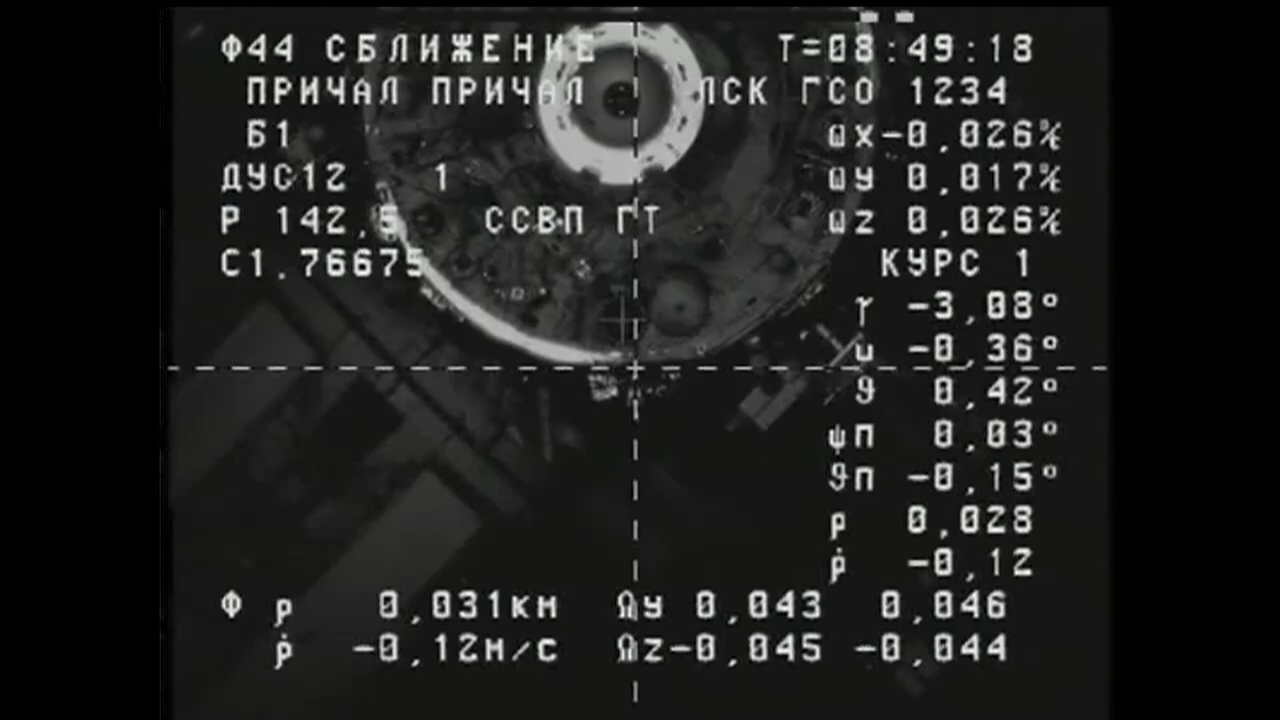 Ф44 СБЛИЖЕНИЕ T=08:49:18
ПРИЧАЛ ПРИЧАЛ ЛСК ГСО 1234
Б1 ωx-0,026%
ДУС12 1 ωy 0,017%
Р 142,5 ССВП ГТ ωz 0,026%
С1.76675 КУРС 1
γ -3,08°
u -0,36°
ϑ 0,42°
ψп 0,03°
ϑп -0,15°
ρ 0,028
ρ̇ -0,12
Ф ρ 0,031км Ωy 0,043 0,046
ρ̇ -0,12м/с Ωz-0,045 -0,044